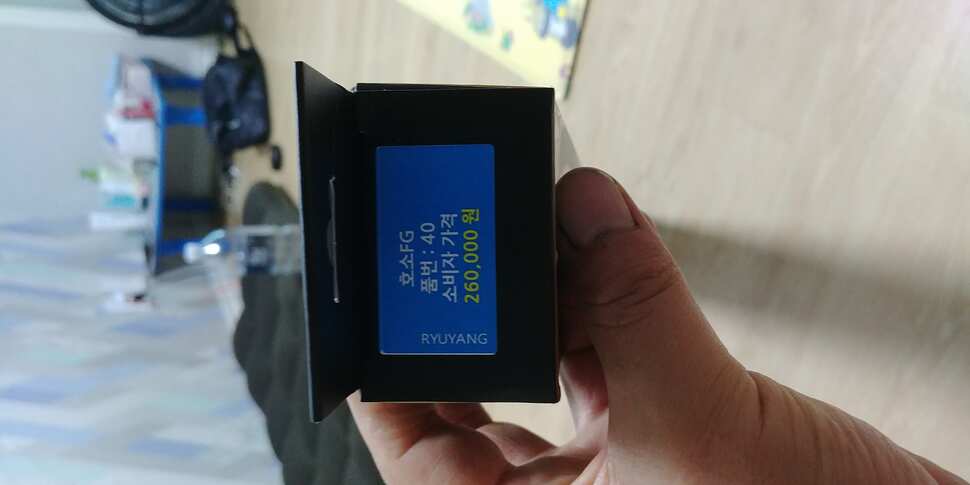 호소FG
품번 : 40
소비자 가격
260,000 원
RYUYANG